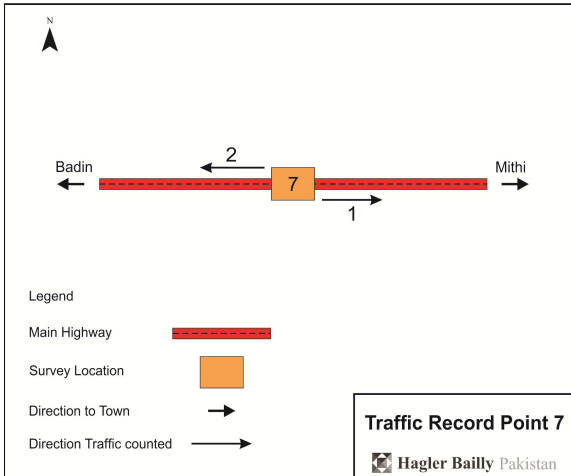 N
2
Badin
Mithi
7
1
Legend
Main Highway
Survey Location
Direction to Town
Direction Traffic counted
Traffic Record Point 7
Hagler Bailly Pakistan